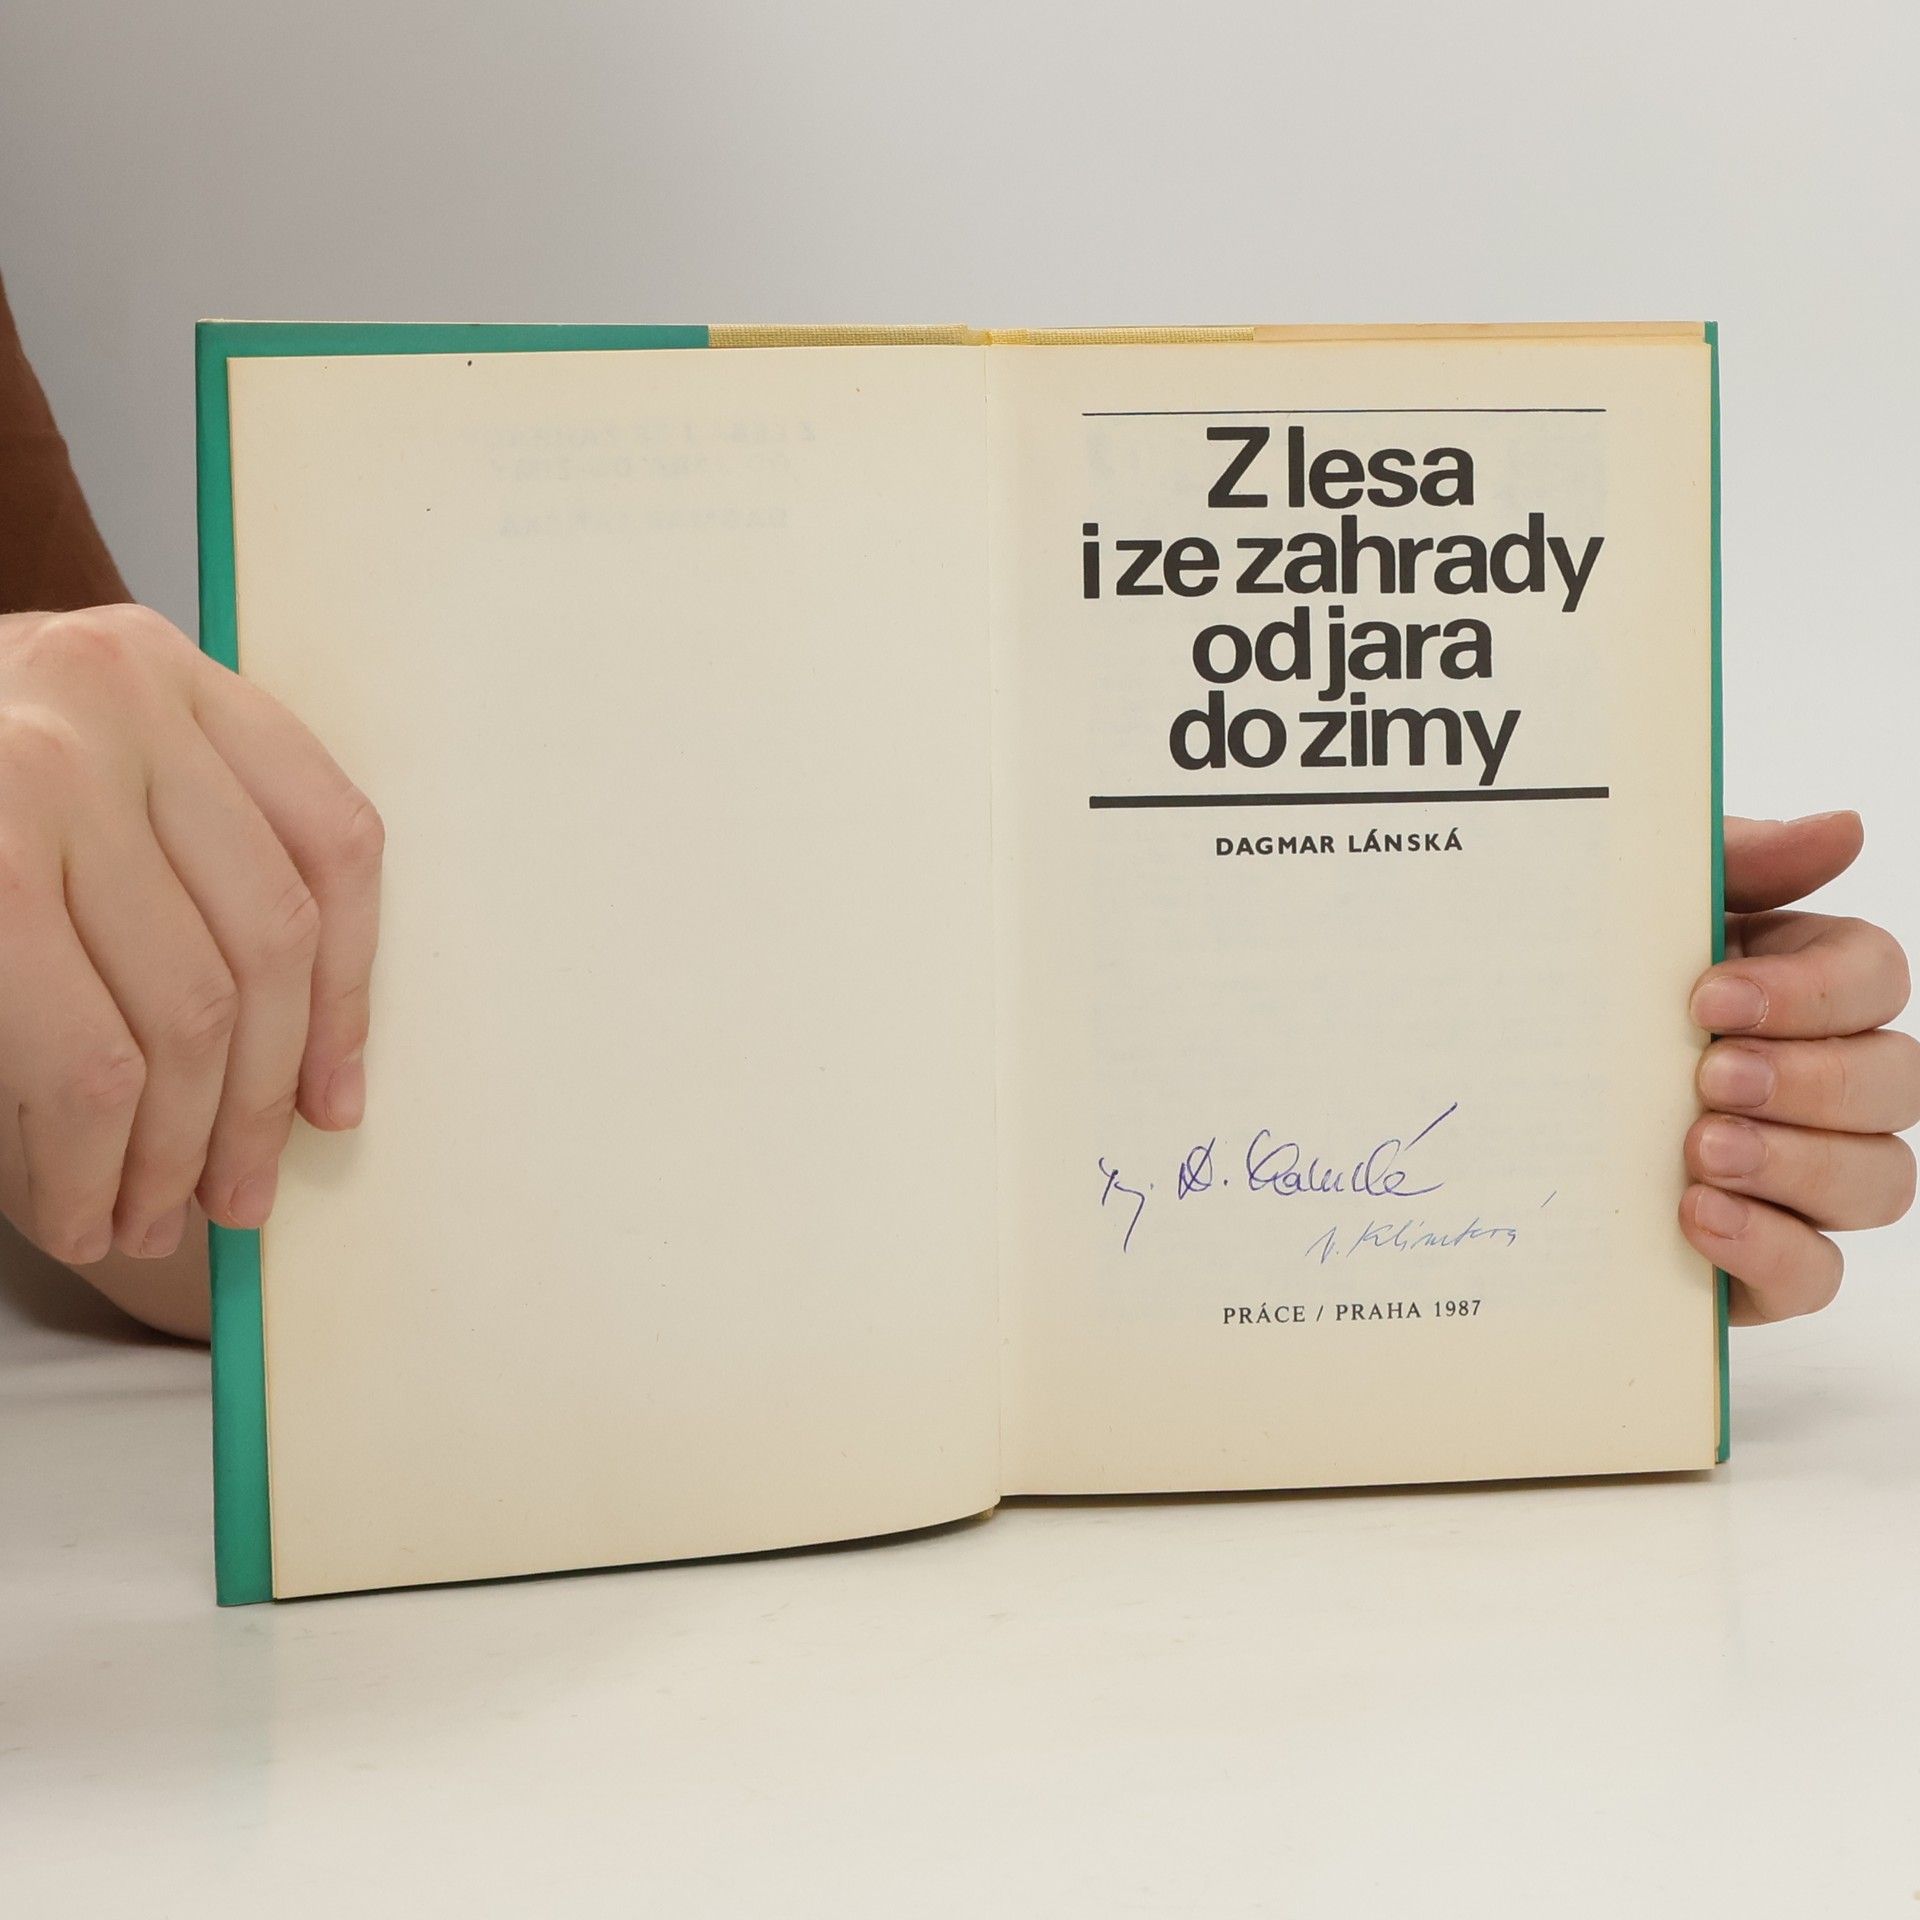 Z lesa
i ze zahrady
od jara
do zimy
DAGMAR LÁNSKÁ
D.
PRÁCE / PRAHA 1987